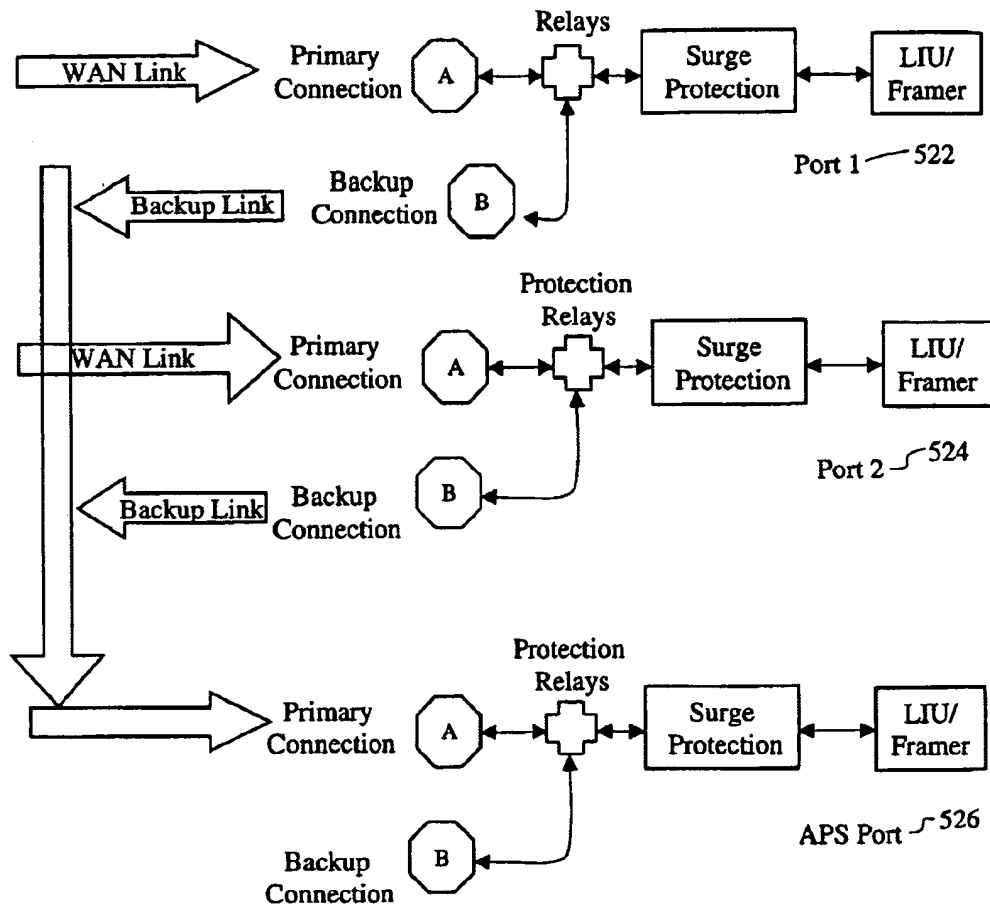 Relays
WAN Link
Primary
Connection
A
Surge
Protection
LIU/
Framer
Port 1
522
Backup Link
Backup
Connection
B
Protection
Relays
WAN Link
Primary
Connection
A
Surge
Protection
LIU/
Framer
Port 2
524
Backup Link
Backup
Connection
B
Protection
Relays
Primary
Connection
A
Surge
Protection
LIU/
Framer
APS Port
526
Backup
Connection
B